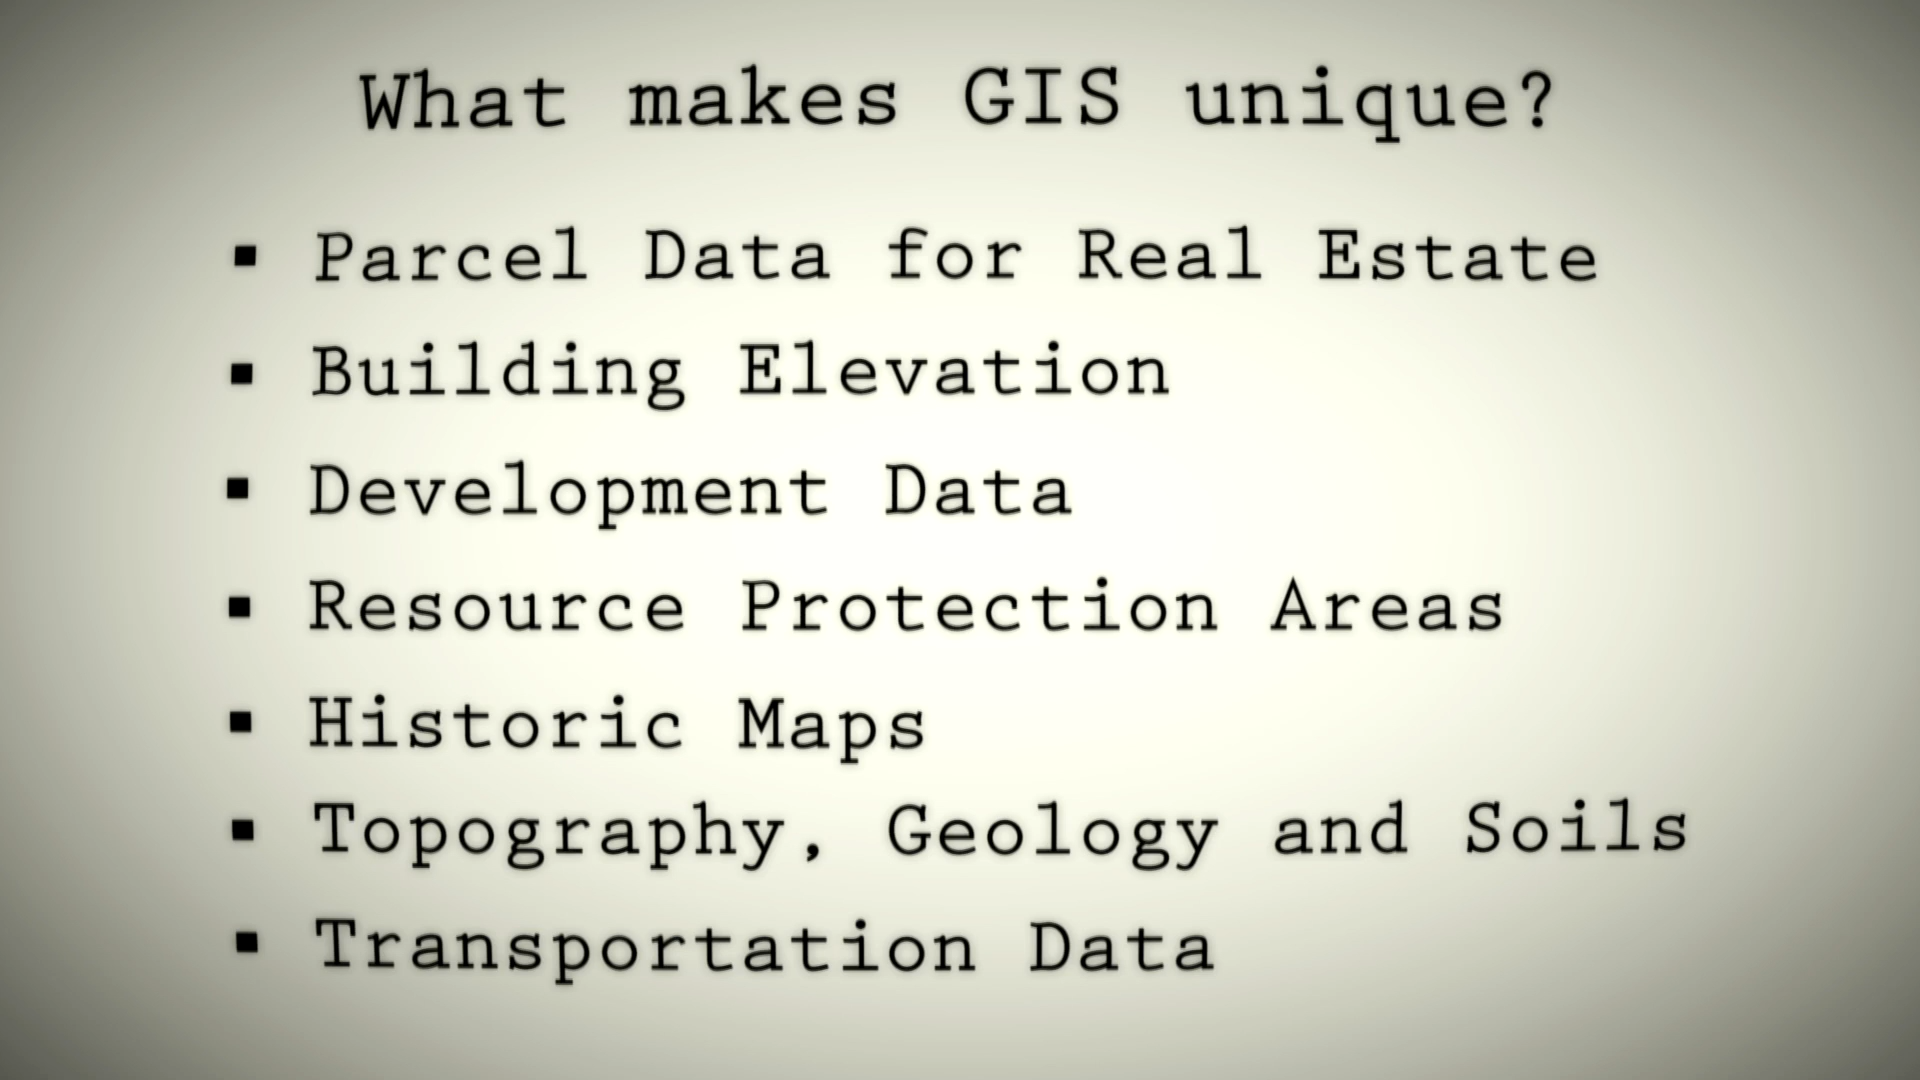 What makes GIS unique?
▪ Parcel Data for Real Estate
▪ Building Elevation
▪ Development Data
▪ Resource Protection Areas
▪ Historic Maps
▪ Topography, Geology and Soils
▪ Transportation Data